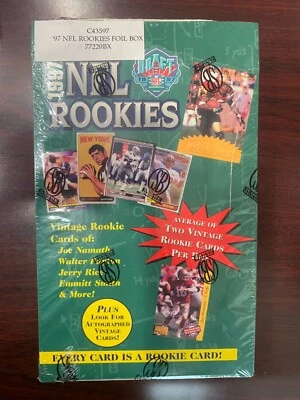 C43597
'97 NFL ROOKIES FOIL BOX
77220BX
1997
DRAFT
NFL
ROOKIES
NEW YORK
Vintage Rookie
Cards of:
Joe Namath
Walter Payton
Jerry Rice
Emmitt Smith
& More!
AVERAGE OF
TWO VINTAGE
ROOKIE CARDS
PER BOX!
PLUS
LOOK FOR
AUTOGRAPHED
VINTAGE CARDS!
EVERY CARD IS A ROOKIE CARD!